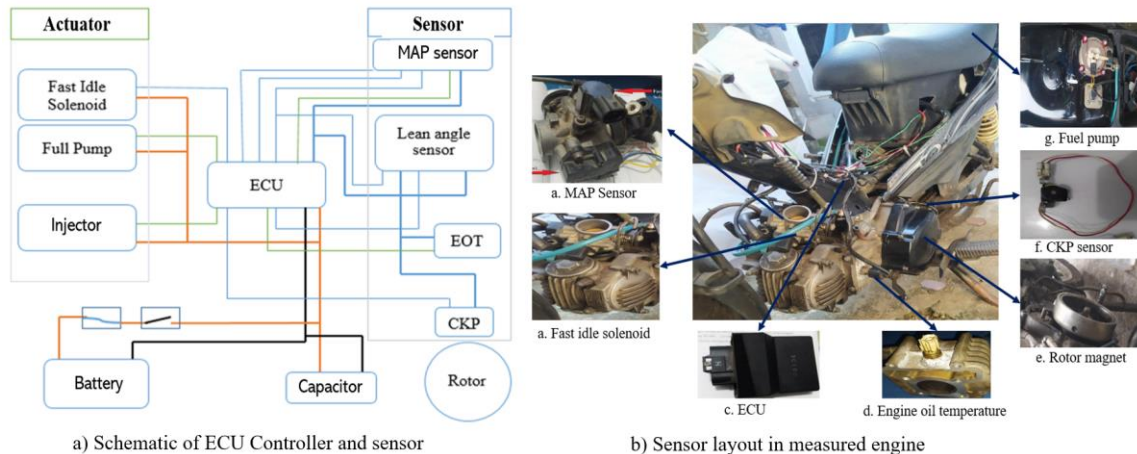 Actuator
Fast Idle
Solenoid
Full Pump
Injector
ECU
Battery
Capacitor
Sensor
MAP sensor
Lean angle
sensor
EOT
CKP
Rotor
a) Schematic of ECU Controller and sensor
a. MAP Sensor
a. Fast idle solenoid
c. ECU
d. Engine oil temperature
g. Fuel pump
f. CKP sensor
e. Rotor magnet
b) Sensor layout in measured engine